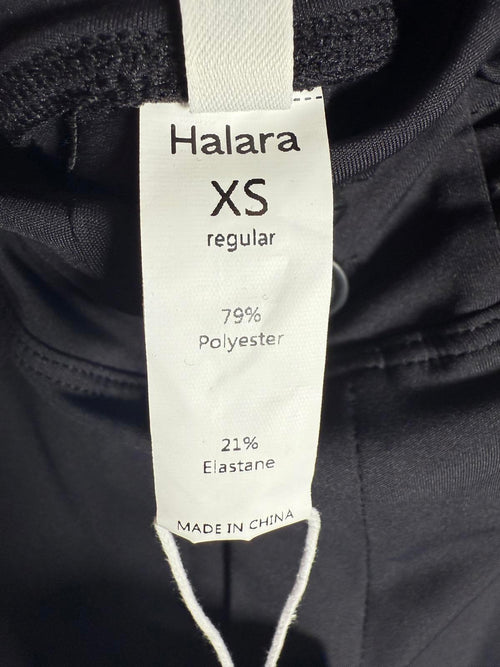 Halara
XS
regular
79%
Polyester
21%
Elastane
MADE IN CHINA